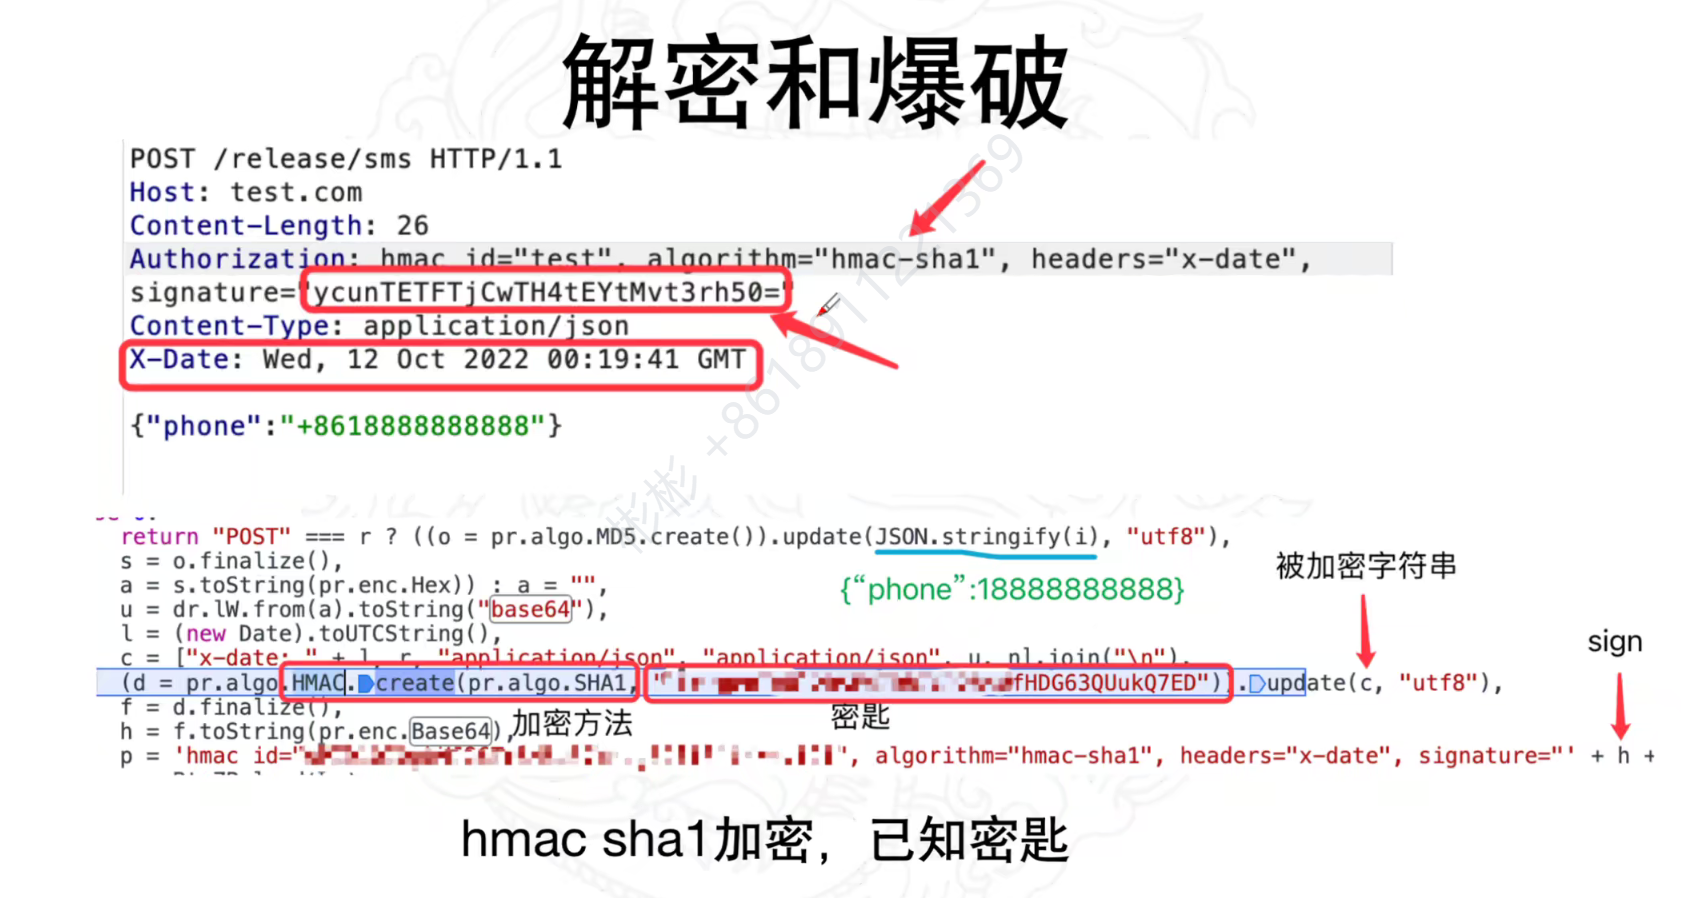 解密和爆破
POST /release/sms HTTP/1.1
Host: test.com
Content-Length: 26
Authorization: hmac id="test", algorithm="hmac-sha1", headers="x-date",
signature="ycunTETFTjCwTH4tEYtMvt3rh50="
Content-Type: application/json
X-Date: Wed, 12 Oct 2022 00:19:41 GMT
{"phone":"+8618888888888"}
彬彬 +8618911221369
return "POST" === r ? ((o = pr.algo.MD5.create()).update(JSON.stringify(i), "utf8"),
s = o.finalize(),
被加密字符串
a = s.toString(pr.enc.Hex)) : a = "",
{“phone”:18888888888}
u = dr.lW.from(a).toString("base64"),
l = (new Date).toUTCString(),
sign
c = ["x-date: " + l, r, "application/json", "application/json", u, n].join("\n"),
(d = pr.algo.HMAC.create(pr.algo.SHA1, " fHDG63QUukQ7ED")).update(c, "utf8"),
f = d.finalize(),
h = f.toString(pr.enc.Base64),
加密方法
密匙
p = 'hmac id=" ", algorithm="hmac-sha1", headers="x-date", signature="' + h +
hmac sha1加密，已知密匙